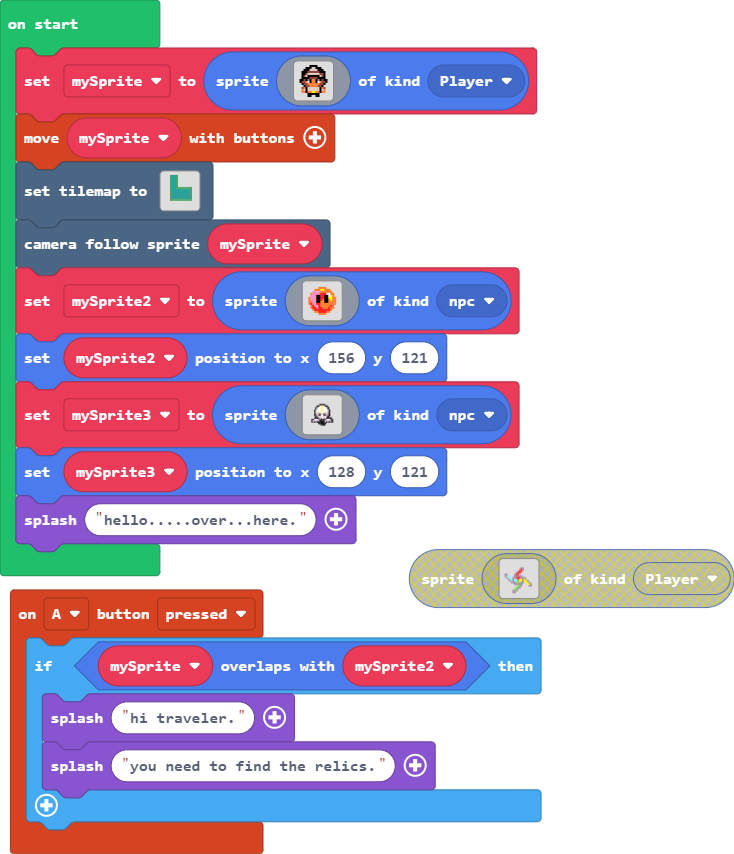 on start
set mySprite to sprite of kind Player
move mySprite with buttons
set tilemap to
camera follow sprite mySprite
set mySprite2 to sprite of kind npc
set mySprite2 position to x 156 y 121
set mySprite3 to sprite of kind npc
set mySprite3 position to x 128 y 121
splash "hello.....over...here."
sprite of kind Player
on A button pressed
if mySprite overlaps with mySprite2 then
splash "hi traveler."
splash "you need to find the relics."